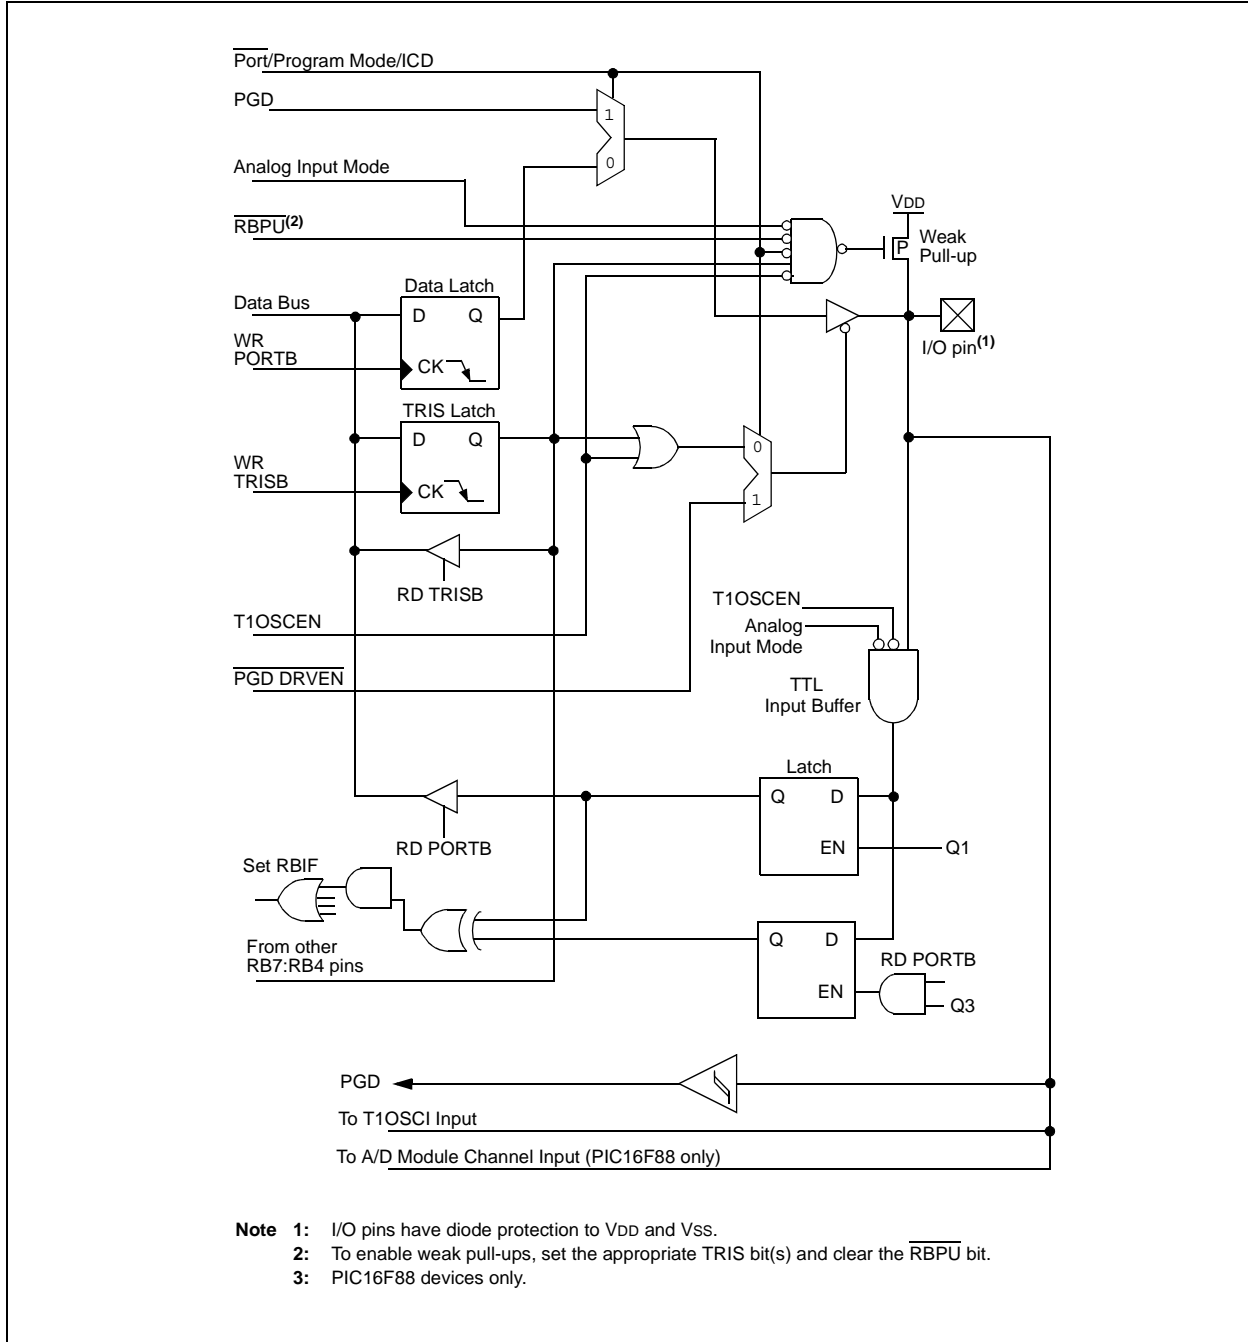 Port/Program Mode/ICD
PGD
1
0
Analog Input Mode
RBPU(2)
VDD
P
Weak
Pull-up
Data Bus
Data Latch
D Q
CK
WR
PORTB
I/O pin(1)
TRIS Latch
D Q
CK
WR
TRISB
0
1
RD TRISB
T1OSCEN
PGD DRVEN
T1OSCEN
Analog
Input Mode
TTL
Input Buffer
Latch
Q D
EN
Q1
RD PORTB
Set RBIF
From other
RB7:RB4 pins
Q D
EN
RD PORTB
Q3
PGD
To T1OSCI Input
To A/D Module Channel Input (PIC16F88 only)
Note 1: I/O pins have diode protection to VDD and VSS.
2: To enable weak pull-ups, set the appropriate TRIS bit(s) and clear the RBPU bit.
3: PIC16F88 devices only.